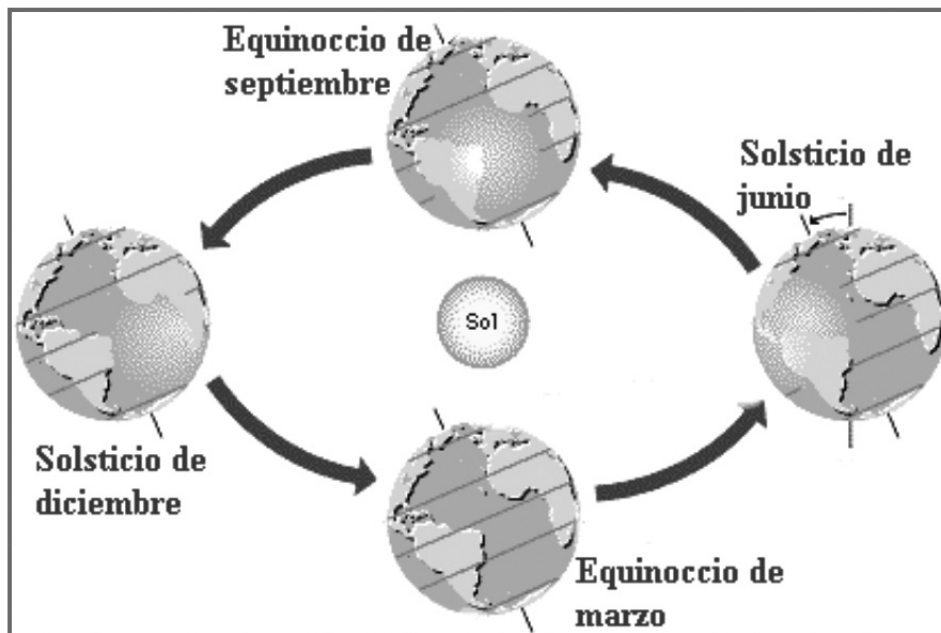 Equinoccio de
septiembre
Solsticio de
junio
Sol
Solsticio de
diciembre
Equinoccio de
marzo